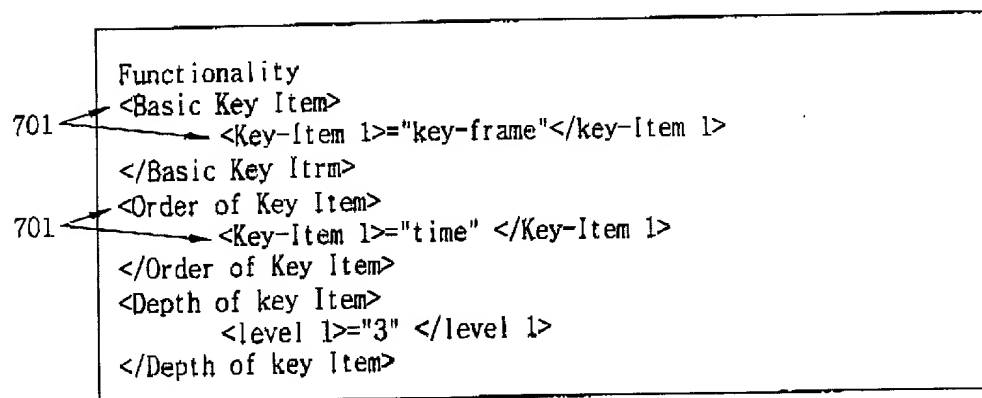 Functionality
<Basic Key Item>
701
<Key-Item 1>="key-frame"</key-Item 1>
</Basic Key Itrm>
<Order of Key Item>
701
<Key-Item 1>="time" </Key-Item 1>
</Order of Key Item>
<Depth of key Item>
<level 1>="3" </level 1>
</Depth of key Item>